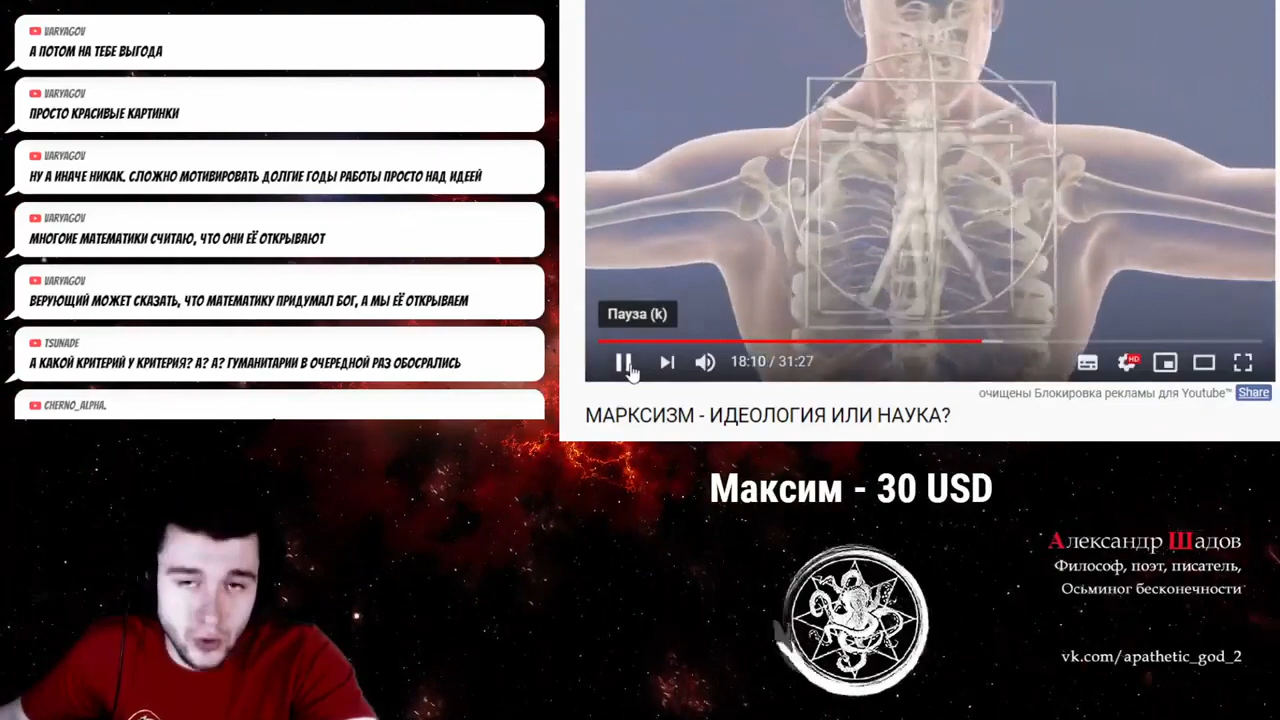 VARYAGOV
А ПОТОМ НА ТЕБЕ ВЫГОДА
VARYAGOV
ПРОСТО КРАСИВЫЕ КАРТИНКИ
VARYAGOV
НУ А ИНАЧЕ НИКАК. СЛОЖНО МОТИВИРОВАТЬ ДОЛГИЕ ГОДЫ РАБОТЫ ПРОСТО НАД ИДЕЕЙ
VARYAGOV
МНОГОИЕ МАТЕМАТИКИ СЧИТАЮ, ЧТО ОНИ ЕЁ ОТКРЫВАЮТ
VARYAGOV
ВЕРУЮЩИЙ МОЖЕТ СКАЗАТЬ, ЧТО МАТЕМАТИКУ ПРИДУМАЛ БОГ, А МЫ ЕЁ ОТКРЫВАЕМ
TSUNADE
А КАКОЙ КРИТЕРИЙ У КРИТЕРИЯ? А? А? ГУМАНИТАРИИ В ОЧЕРЕДНОЙ РАЗ ОБОСРАЛИСЬ
CHERNO_ALPHA.
Пауза (k)
18:10 / 31:27
HD
очищены Блокировка рекламы для Youtube™ Share
МАРКСИЗМ - ИДЕОЛОГИЯ ИЛИ НАУКА?
Максим - 30 USD
Александр Шадов
Философ, поэт, писатель,
Осьминог бесконечности
vk.com/apathetic_god_2